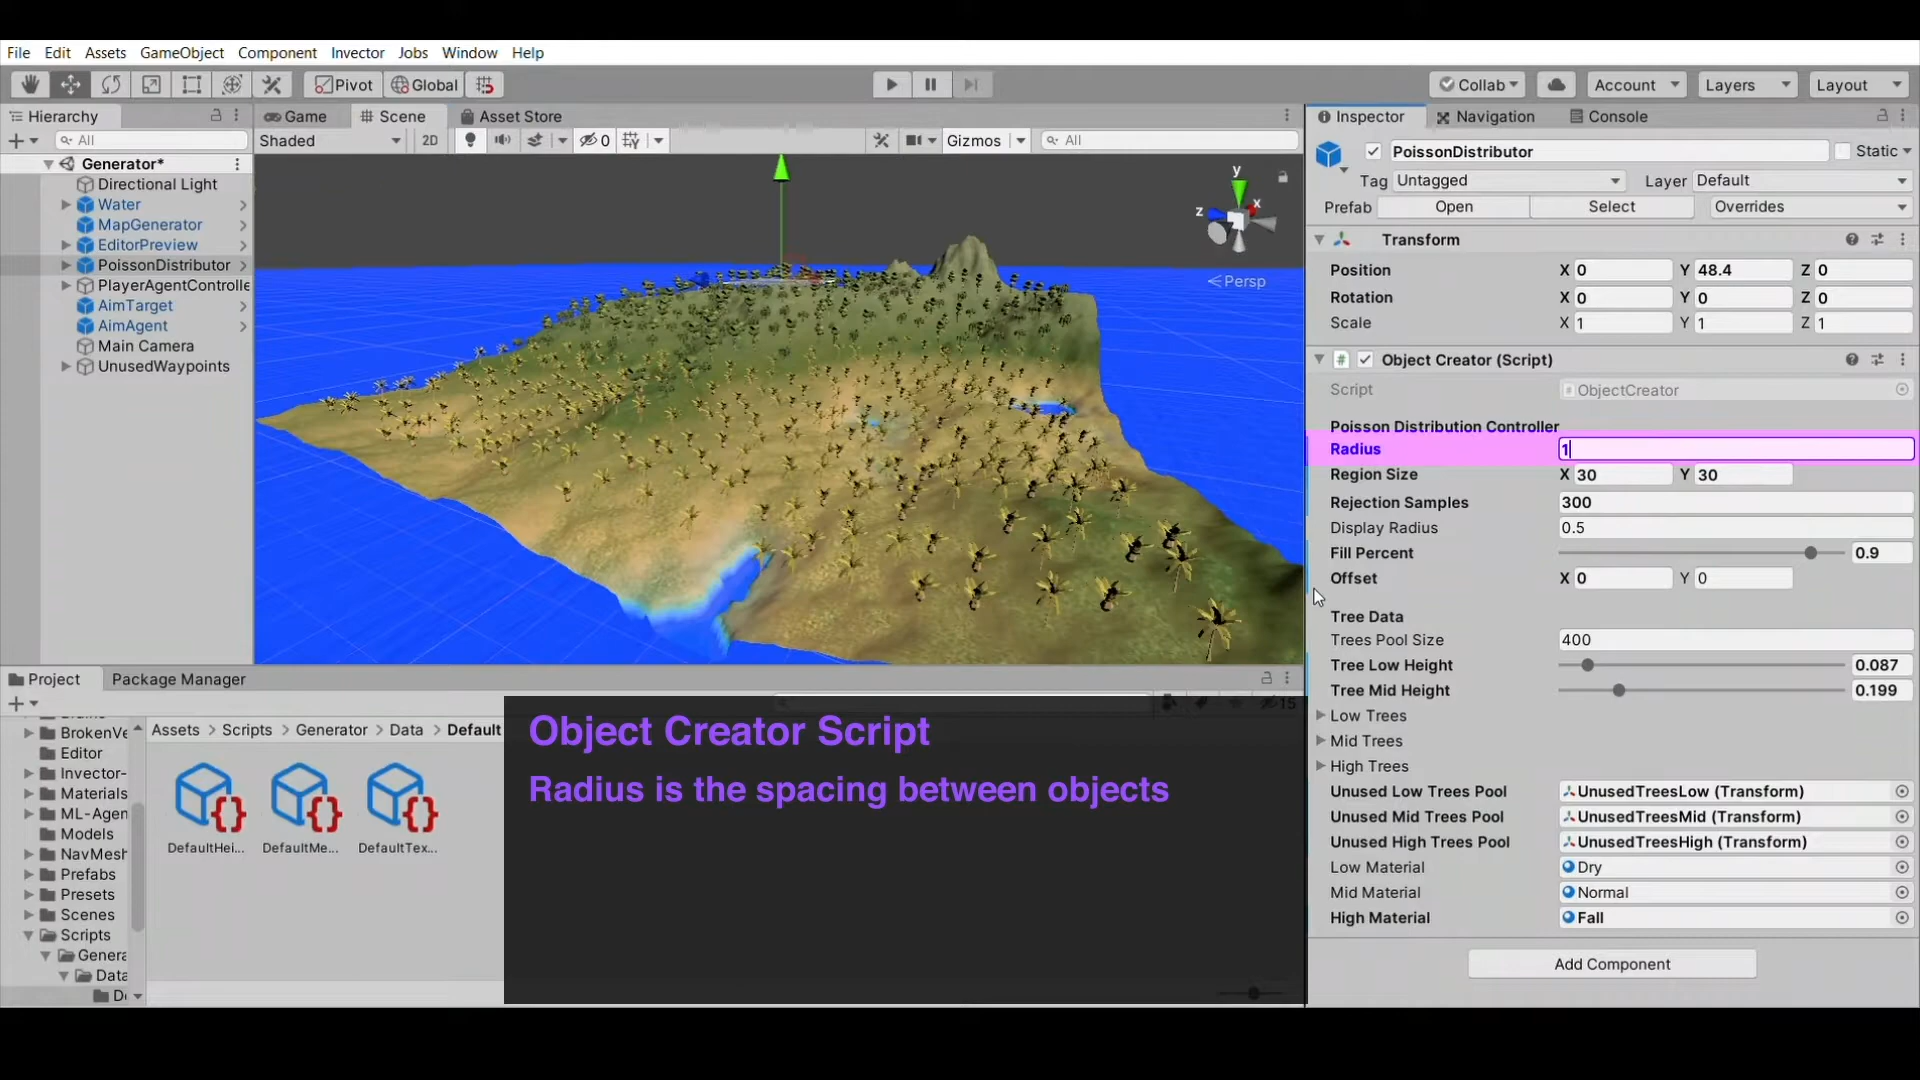 File Edit Assets GameObject Component Invector Jobs Window Help
Pivot Global Collab Account Layers Layout
Hierarchy
All
Generator*
Directional Light
Water
MapGenerator
EditorPreview
PoissonDistributor
PlayerAgentControlle
AimTarget
AimAgent
Main Camera
UnusedWaypoints
Game Scene Asset Store
Shaded 2D 0 Gizmos All
y
x
z
Persp
Inspector Navigation Console
PoissonDistributor Static
Tag Untagged Layer Default
Prefab Open Select Overrides
Transform
Position X 0 Y 48.4 Z 0
Rotation X 0 Y 0 Z 0
Scale X 1 Y 1 Z 1
# Object Creator (Script)
Script ObjectCreator
Poisson Distribution Controller
Radius 1
Region Size X 30 Y 30
Rejection Samples 300
Display Radius 0.5
Fill Percent 0.9
Offset X 0 Y 0
Tree Data
Trees Pool Size 400
Tree Low Height 0.087
Tree Mid Height 0.199
Low Trees
Mid Trees
High Trees
Unused Low Trees Pool UnusedTreesLow (Transform)
Unused Mid Trees Pool UnusedTreesMid (Transform)
Unused High Trees Pool UnusedTreesHigh (Transform)
Low Material Dry
Mid Material Normal
High Material Fall
Add Component
Project Package Manager
15
BrokenVe
Editor
Invector-
Materials
ML-Agen
Models
NavMesh
Prefabs
Presets
Scenes
Scripts
Genera
Data
Assets > Scripts > Generator > Data > Default
DefaultHei... DefaultMe... DefaultTex...
Object Creator Script
Radius is the spacing between objects